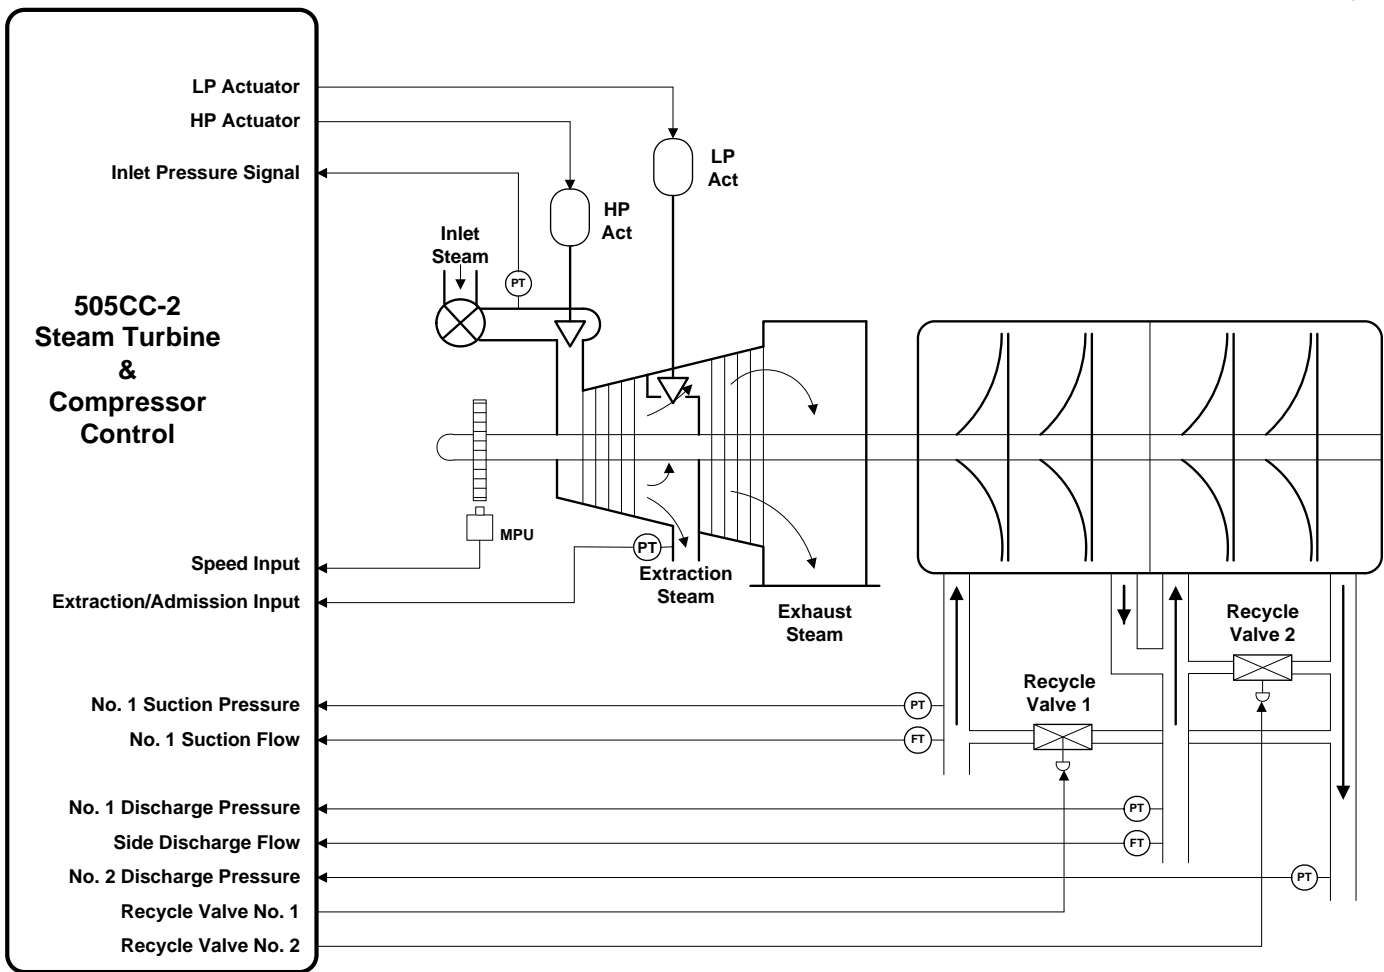 LP Actuator
HP Actuator
Inlet Pressure Signal
505CC-2
Steam Turbine
&
Compressor
Control
Speed Input
Extraction/Admission Input
No. 1 Suction Pressure
No. 1 Suction Flow
No. 1 Discharge Pressure
Side Discharge Flow
No. 2 Discharge Pressure
Recycle Valve No. 1
Recycle Valve No. 2
LP
Act
HP
Act
Inlet
Steam
PT
MPU
PT
Extraction
Steam
Exhaust
Steam
Recycle
Valve 2
Recycle
Valve 1
PT
FT
PT
FT
PT